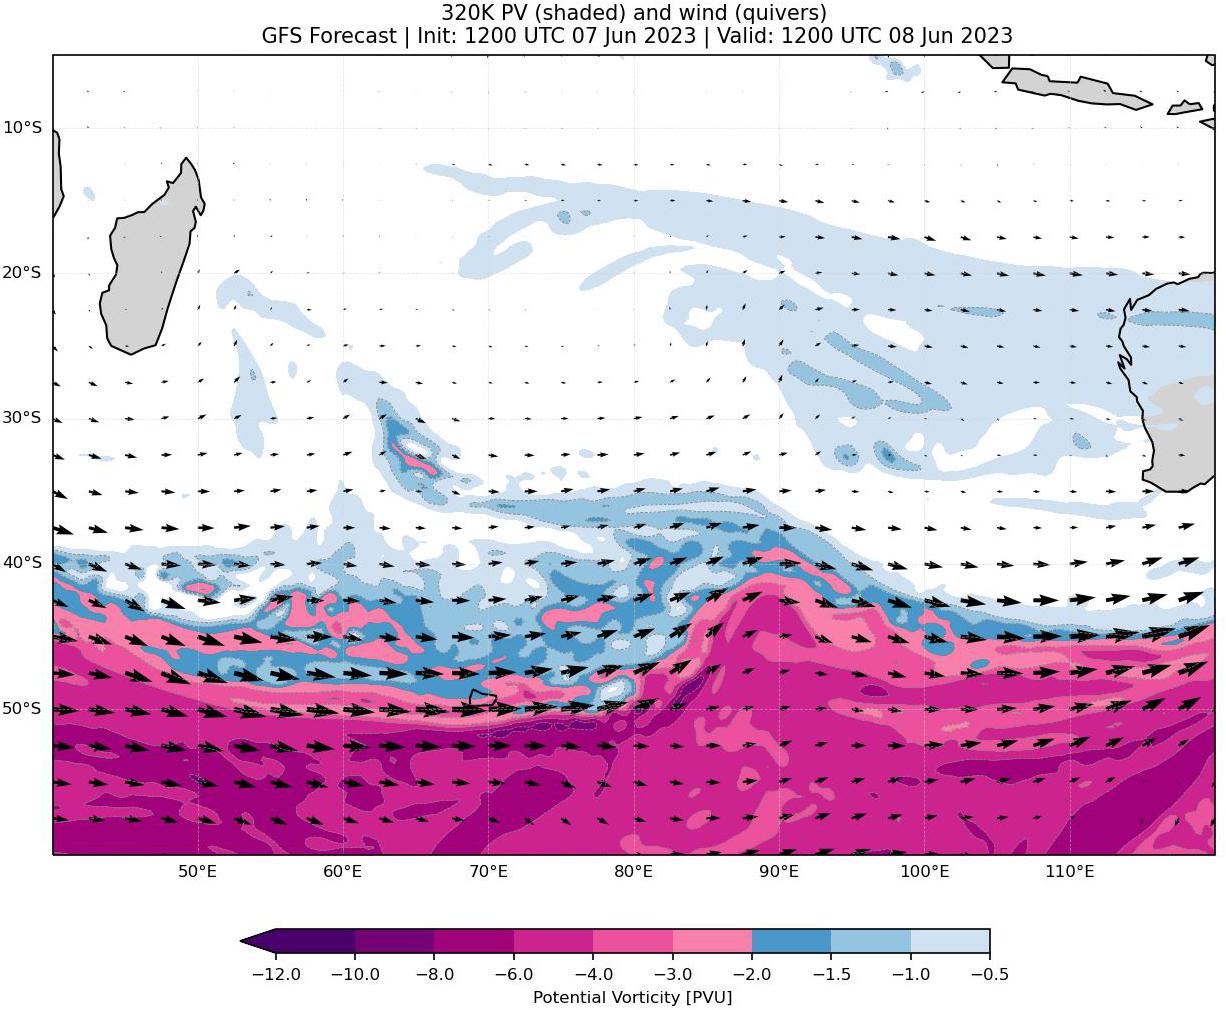 320K PV (shaded) and wind (quivers)
GFS Forecast | Init: 1200 UTC 07 Jun 2023 | Valid: 1200 UTC 08 Jun 2023
10°S
20°S
30°S
40°S
50°S
50°E 60°E 70°E 80°E 90°E 100°E 110°E
−12.0 −10.0 −8.0 −6.0 −4.0 −3.0 −2.0 −1.5 −1.0 −0.5
Potential Vorticity [PVU]